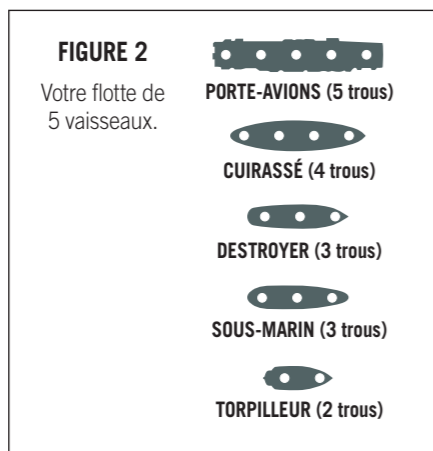 FIGURE 2
Votre flotte de
5 vaisseaux.
PORTE-AVIONS (5 trous)
CUIRASSÉ (4 trous)
DESTROYER (3 trous)
SOUS-MARIN (3 trous)
TORPILLEUR (2 trous)